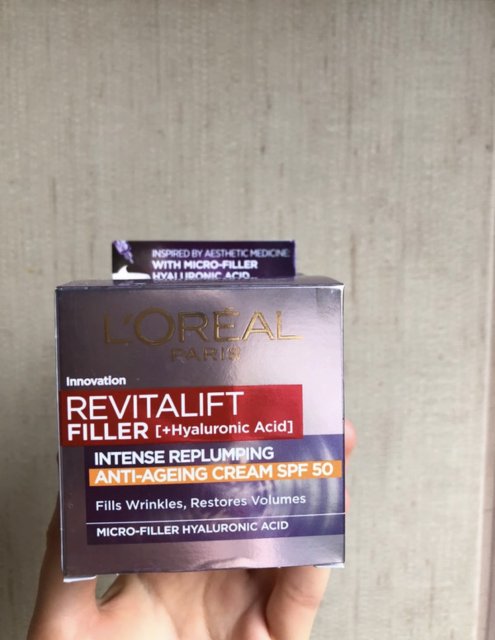 INSPIRED BY AESTHETIC MEDICINE:
WITH MICRO-FILLER
HYALURONIC ACID...
L'ORÉAL
PARIS
Innovation
REVITALIFT
FILLER [+Hyaluronic Acid]
INTENSE REPLUMPING
ANTI-AGEING CREAM SPF 50
Fills Wrinkles, Restores Volumes
MICRO-FILLER HYALURONIC ACID